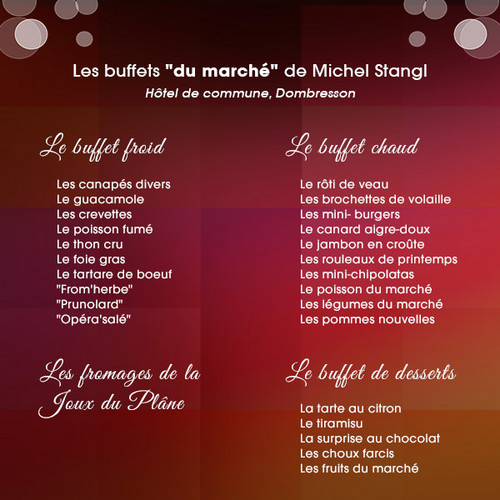 Les buffets "du marché" de Michel Stangl
Hôtel de commune, Dombresson
Le buffet froid
Les canapés divers
Le guacamole
Les crevettes
Le poisson fumé
Le thon cru
Le foie gras
Le tartare de boeuf
"From'herbe"
"Prunolard"
"Opéra'salé"
Le buffet chaud
Le rôti de veau
Les brochettes de volaille
Les mini- burgers
Le canard aigre-doux
Le jambon en croûte
Les rouleaux de printemps
Les mini-chipolatas
Le poisson du marché
Les légumes du marché
Les pommes nouvelles
Les fromages de la
Joux du Plâne
Le buffet de desserts
La tarte au citron
Le tiramisu
La surprise au chocolat
Les choux farcis
Les fruits du marché